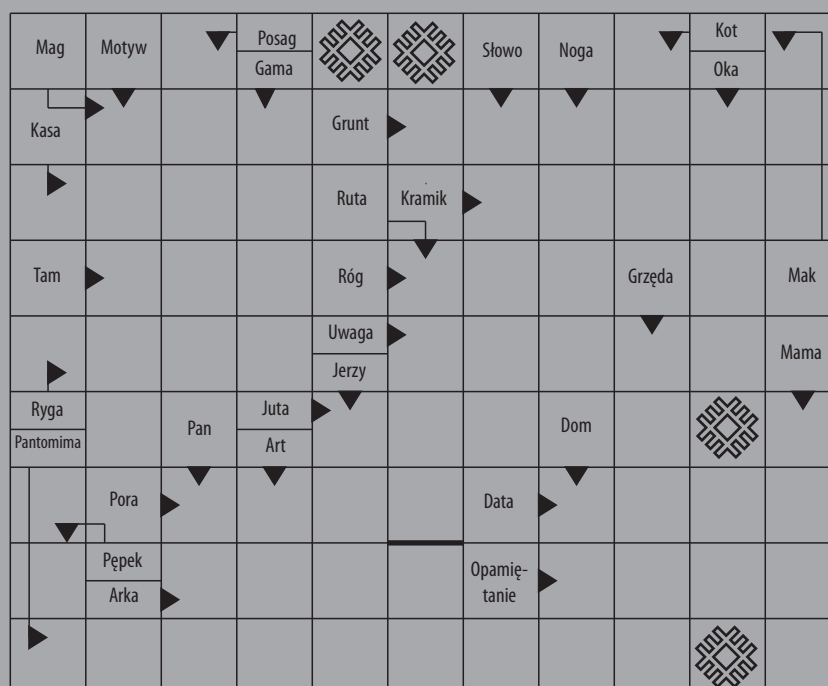 Mag
Motyw
Posag
Gama
Słowo
Noga
Kot
Oka
Kasa
Grunt
Ruta
Kramik
Tam
Róg
Grzęda
Mak
Uwaga
Jerzy
Mama
Ryga
Pantomima
Pan
Juta
Art
Dom
Pora
Data
Pępek
Arka
Opamię-
tanie